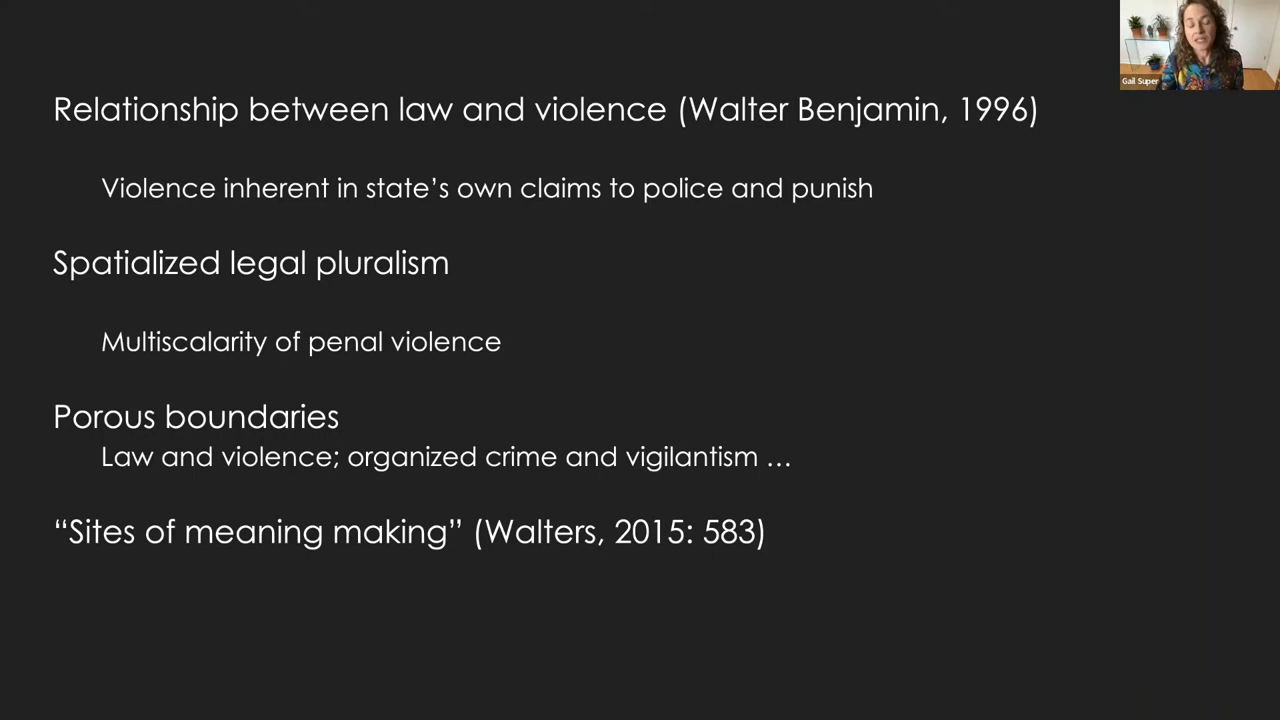 Gail Super
Relationship between law and violence (Walter Benjamin, 1996)
Violence inherent in state’s own claims to police and punish
Spatialized legal pluralism
Multiscalarity of penal violence
Porous boundaries
Law and violence; organized crime and vigilantism …
“Sites of meaning making” (Walters, 2015: 583)